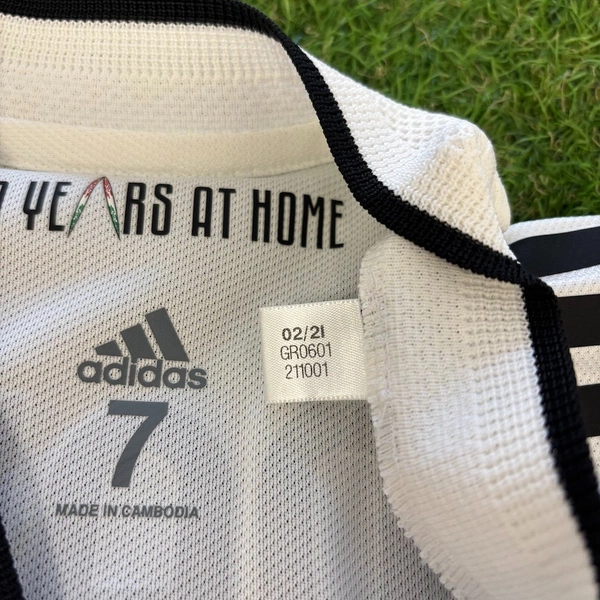 YEARS AT HOME
02/21
GR0601
211001
adidas
7
MADE IN CAMBODIA